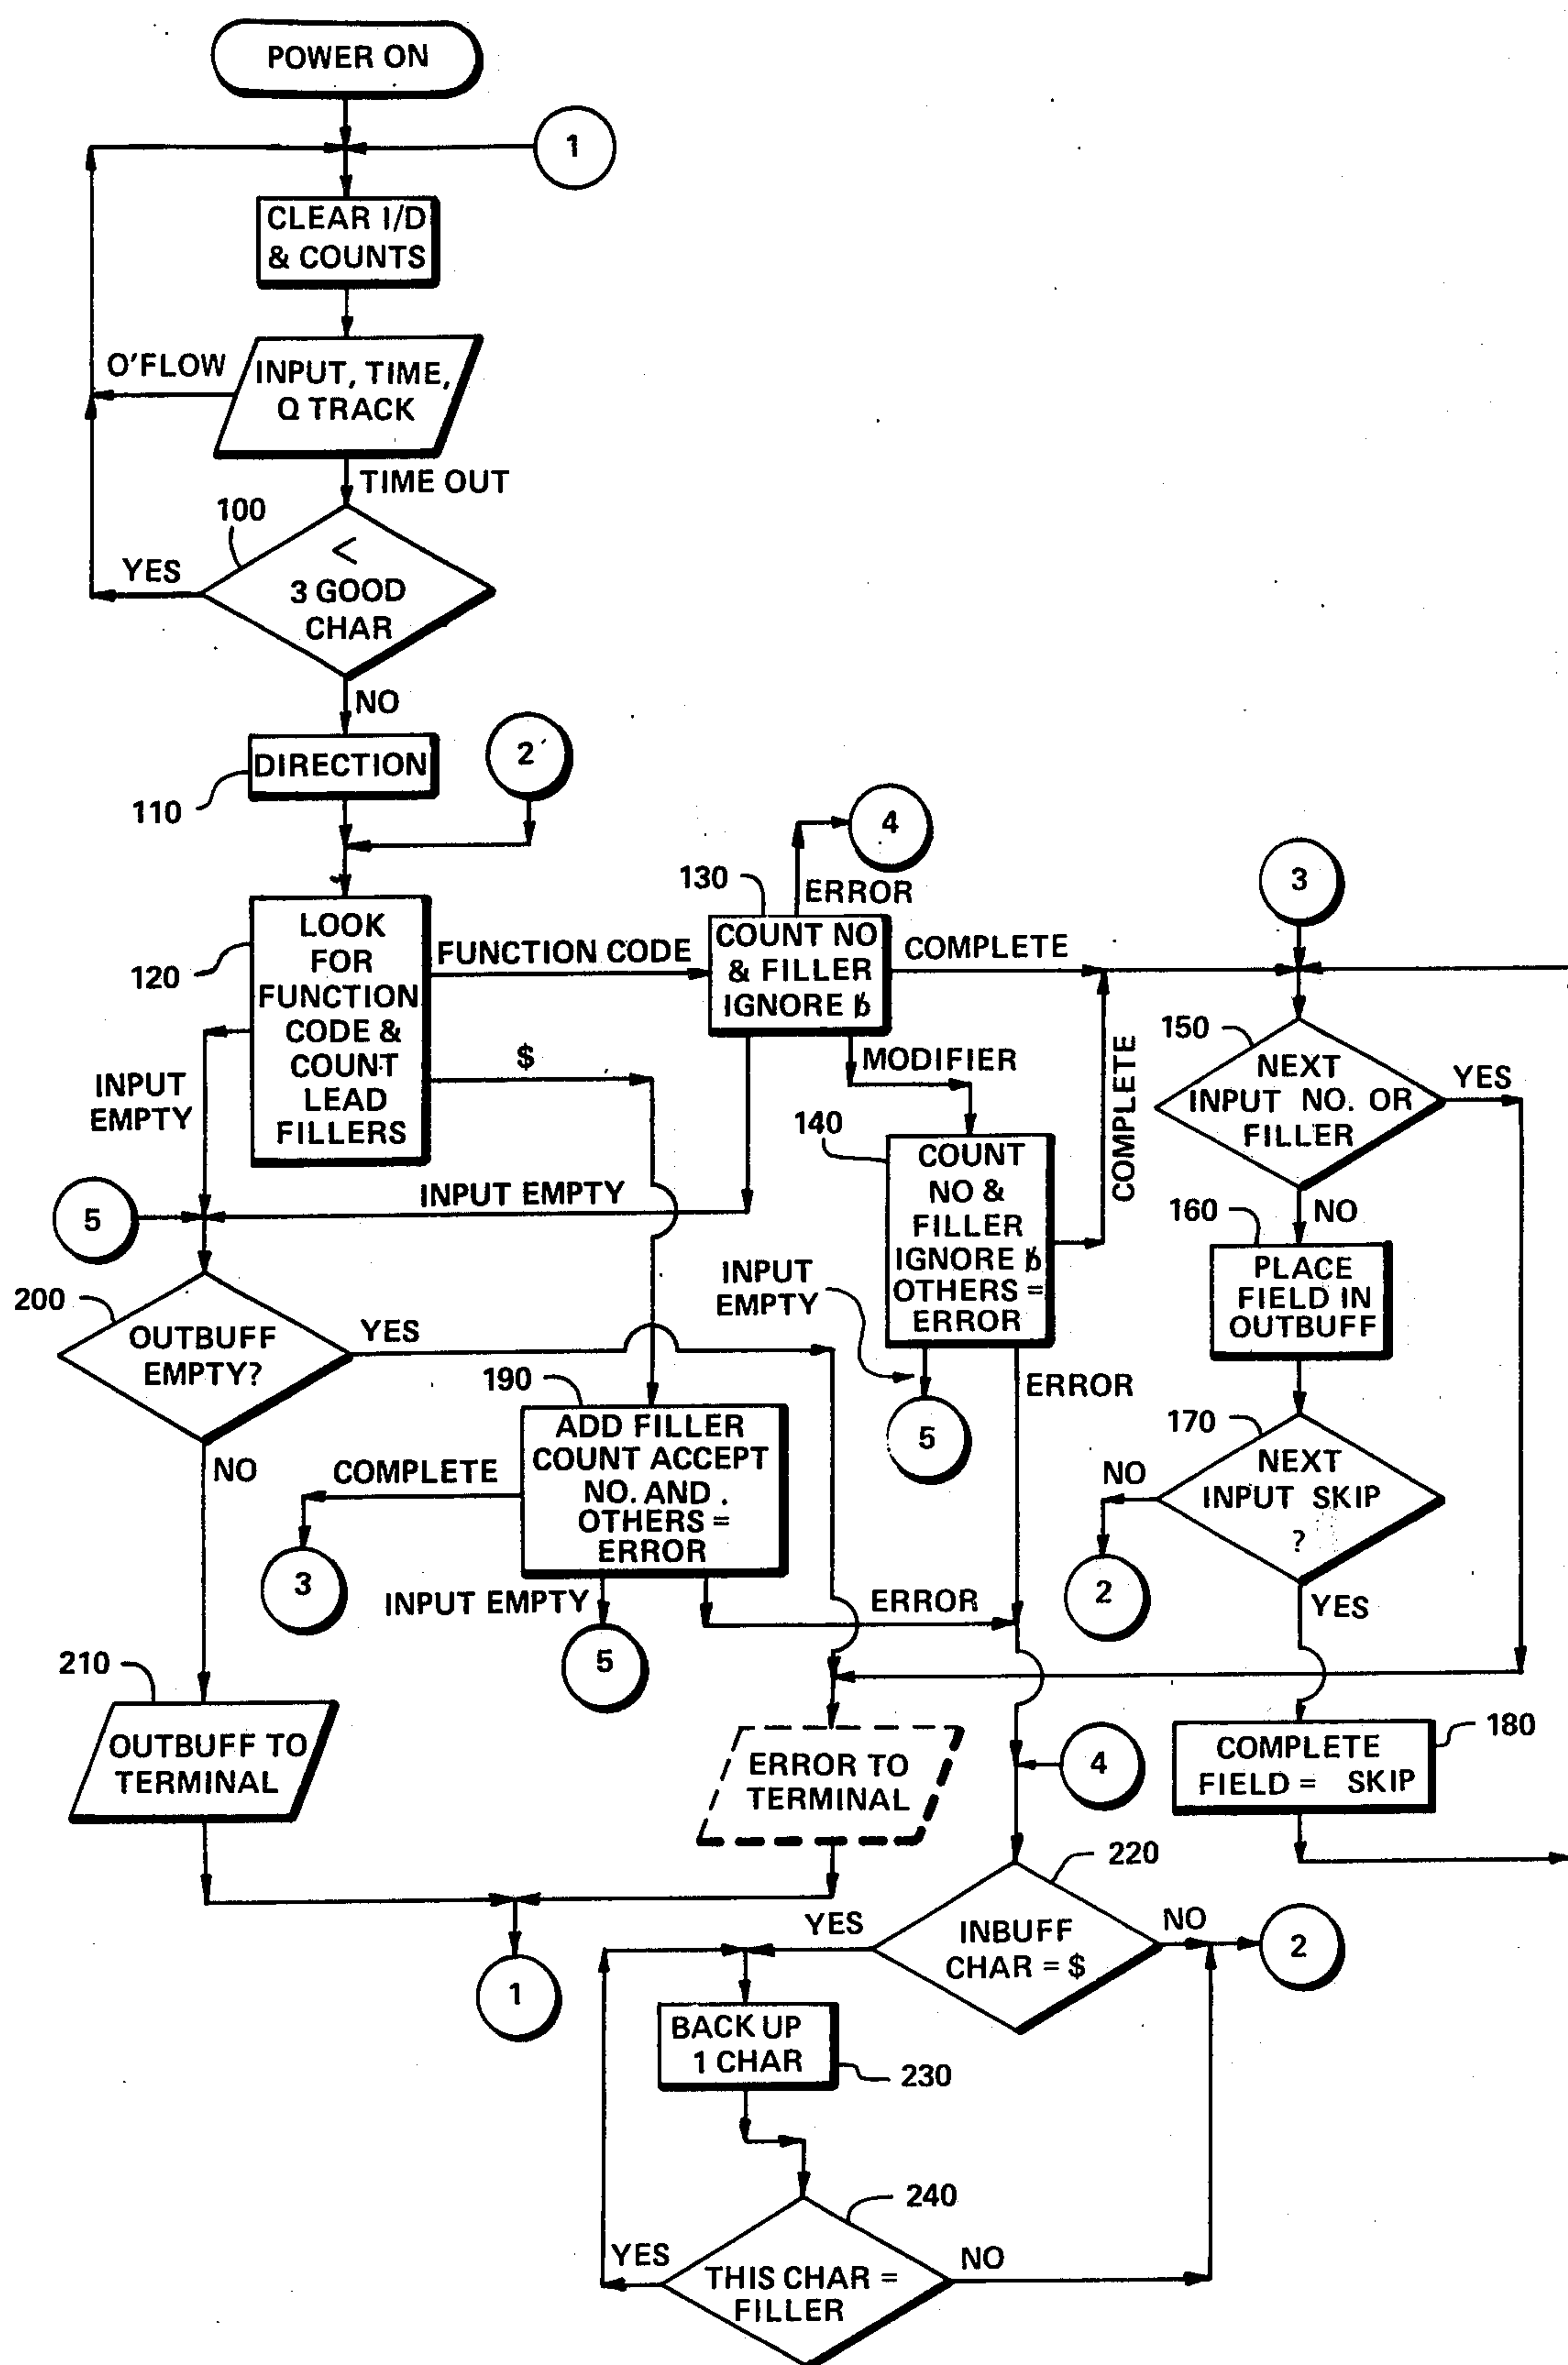 POWER ON
1
CLEAR I/D
& COUNTS
O'FLOW
INPUT, TIME,
Q TRACK
TIME OUT
100
<
3 GOOD
CHAR
YES
NO
DIRECTION
110
2
4
130
ERROR
3
LOOK
FOR
FUNCTION
CODE &
COUNT
LEAD
FILLERS
120
FUNCTION CODE
COUNT NO
& FILLER
IGNORE b̸
COMPLETE
$
MODIFIER
COMPLETE
150
NEXT
INPUT NO. OR
FILLER
YES
INPUT
EMPTY
140
COUNT
NO &
FILLER
IGNORE b̸
OTHERS =
ERROR
5
INPUT EMPTY
NO
160
PLACE
FIELD IN
OUTBUFF
INPUT
EMPTY
200
OUTBUFF
EMPTY?
YES
NO
190
ADD FILLER
COUNT ACCEPT
NO. AND .
OTHERS =
ERROR
COMPLETE
3
5
ERROR
170
NEXT
INPUT SKIP
?
NO
2
YES
INPUT EMPTY
5
ERROR
210
OUTBUFF TO
TERMINAL
ERROR TO
TERMINAL
4
180
COMPLETE
FIELD = SKIP
220
INBUFF
CHAR = $
YES
NO
2
1
BACK UP
1 CHAR
230
240
THIS CHAR =
FILLER
YES
NO